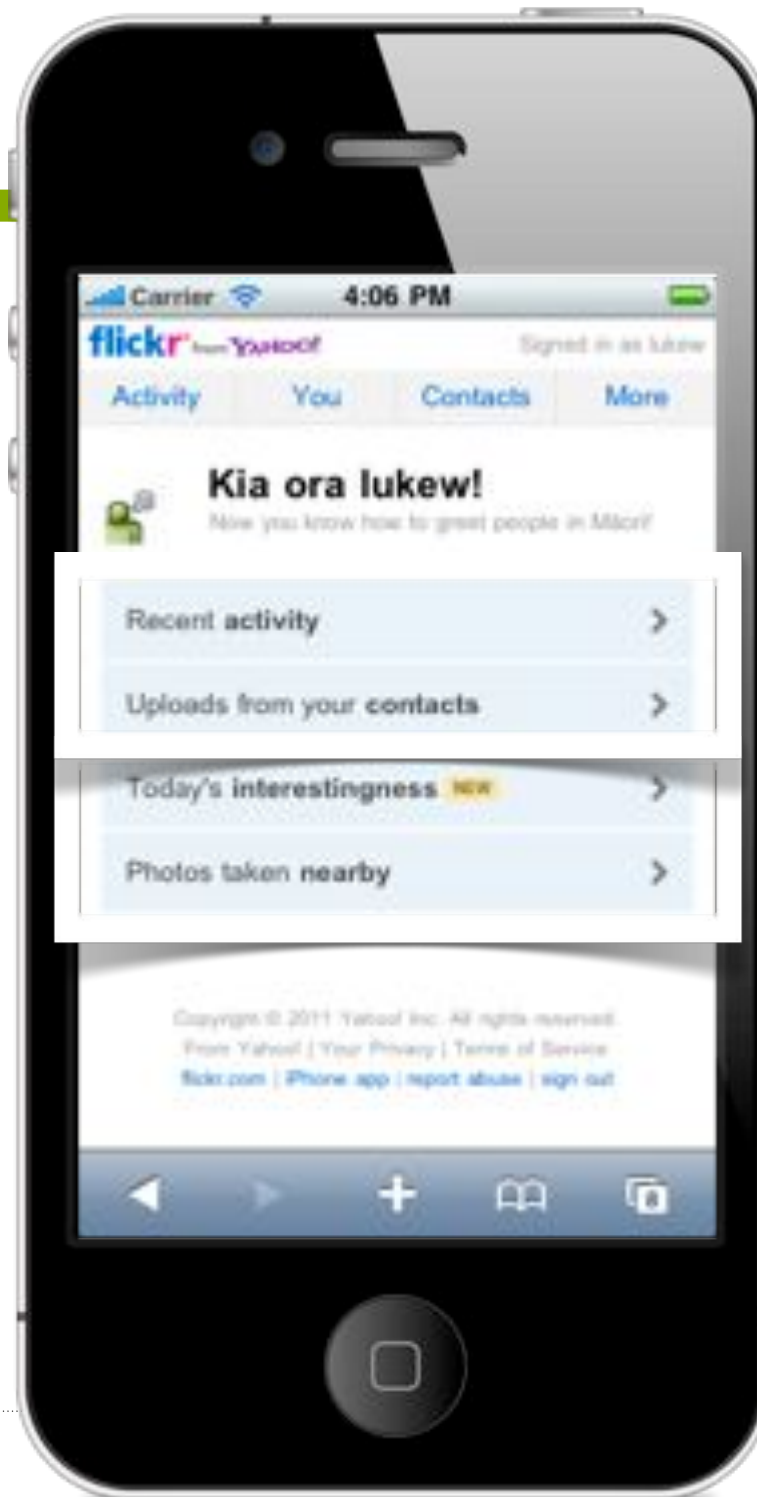 Carrier 4:06 PM
flickr from YAHOO! Signed in as lukew
Activity You Contacts More
Kia ora lukew!
Now you know how to greet people in Māori!
Recent activity
Uploads from your contacts
Today's interestingness NEW
Photos taken nearby
Copyright © 2011 Yahoo! Inc. All rights reserved.
From Yahoo! | Your Privacy | Terms of Service
flickr.com | iPhone app | report abuse | sign out
8